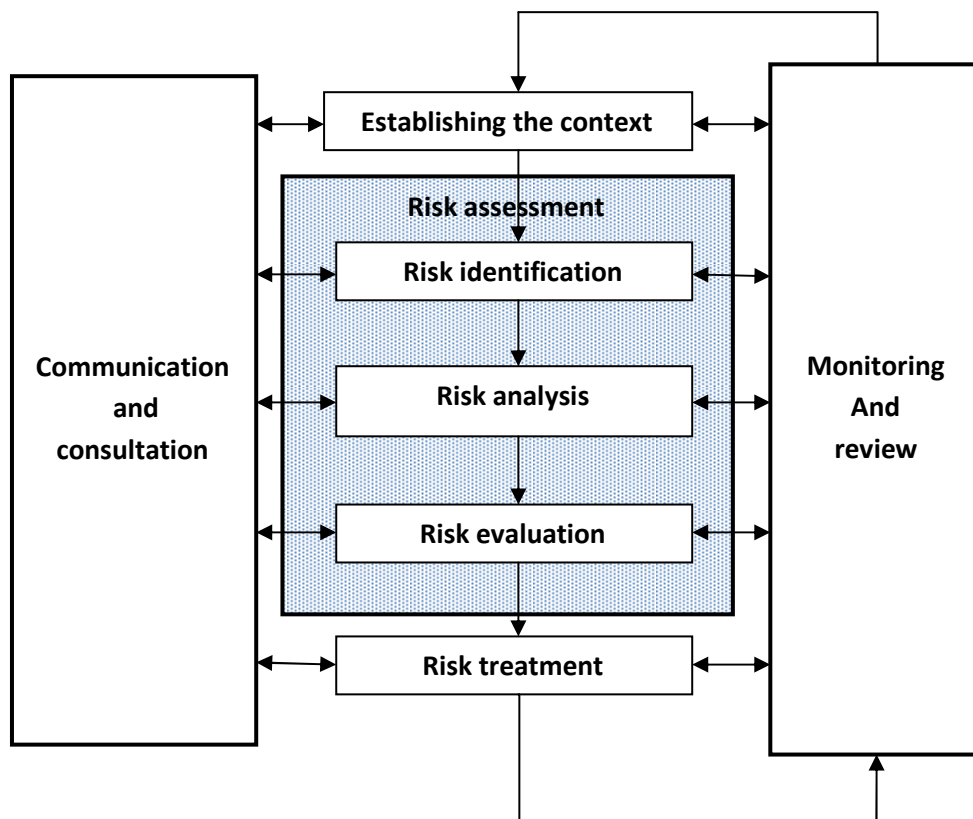 Establishing the context
Risk assessment
Risk identification
Communication
and
consultation
Risk analysis
Monitoring
And
review
Risk evaluation
Risk treatment